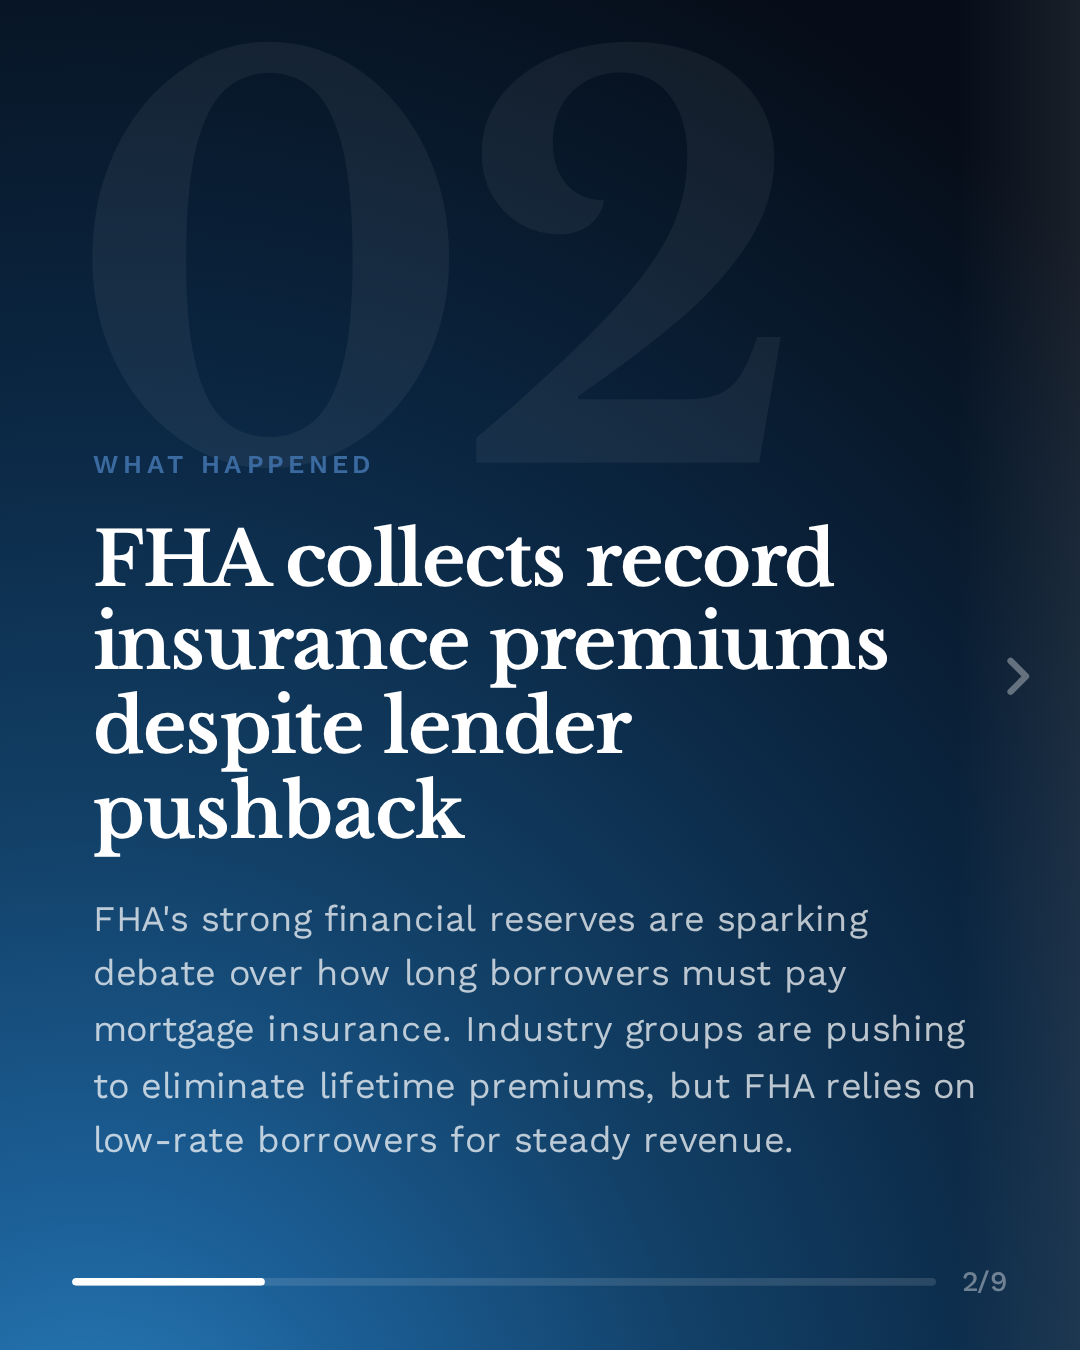 02
WHAT HAPPENED
FHA collects record
insurance premiums
despite lender
pushback
FHA's strong financial reserves are sparking
debate over how long borrowers must pay
mortgage insurance. Industry groups are pushing
to eliminate lifetime premiums, but FHA relies on
low-rate borrowers for steady revenue.
2/9